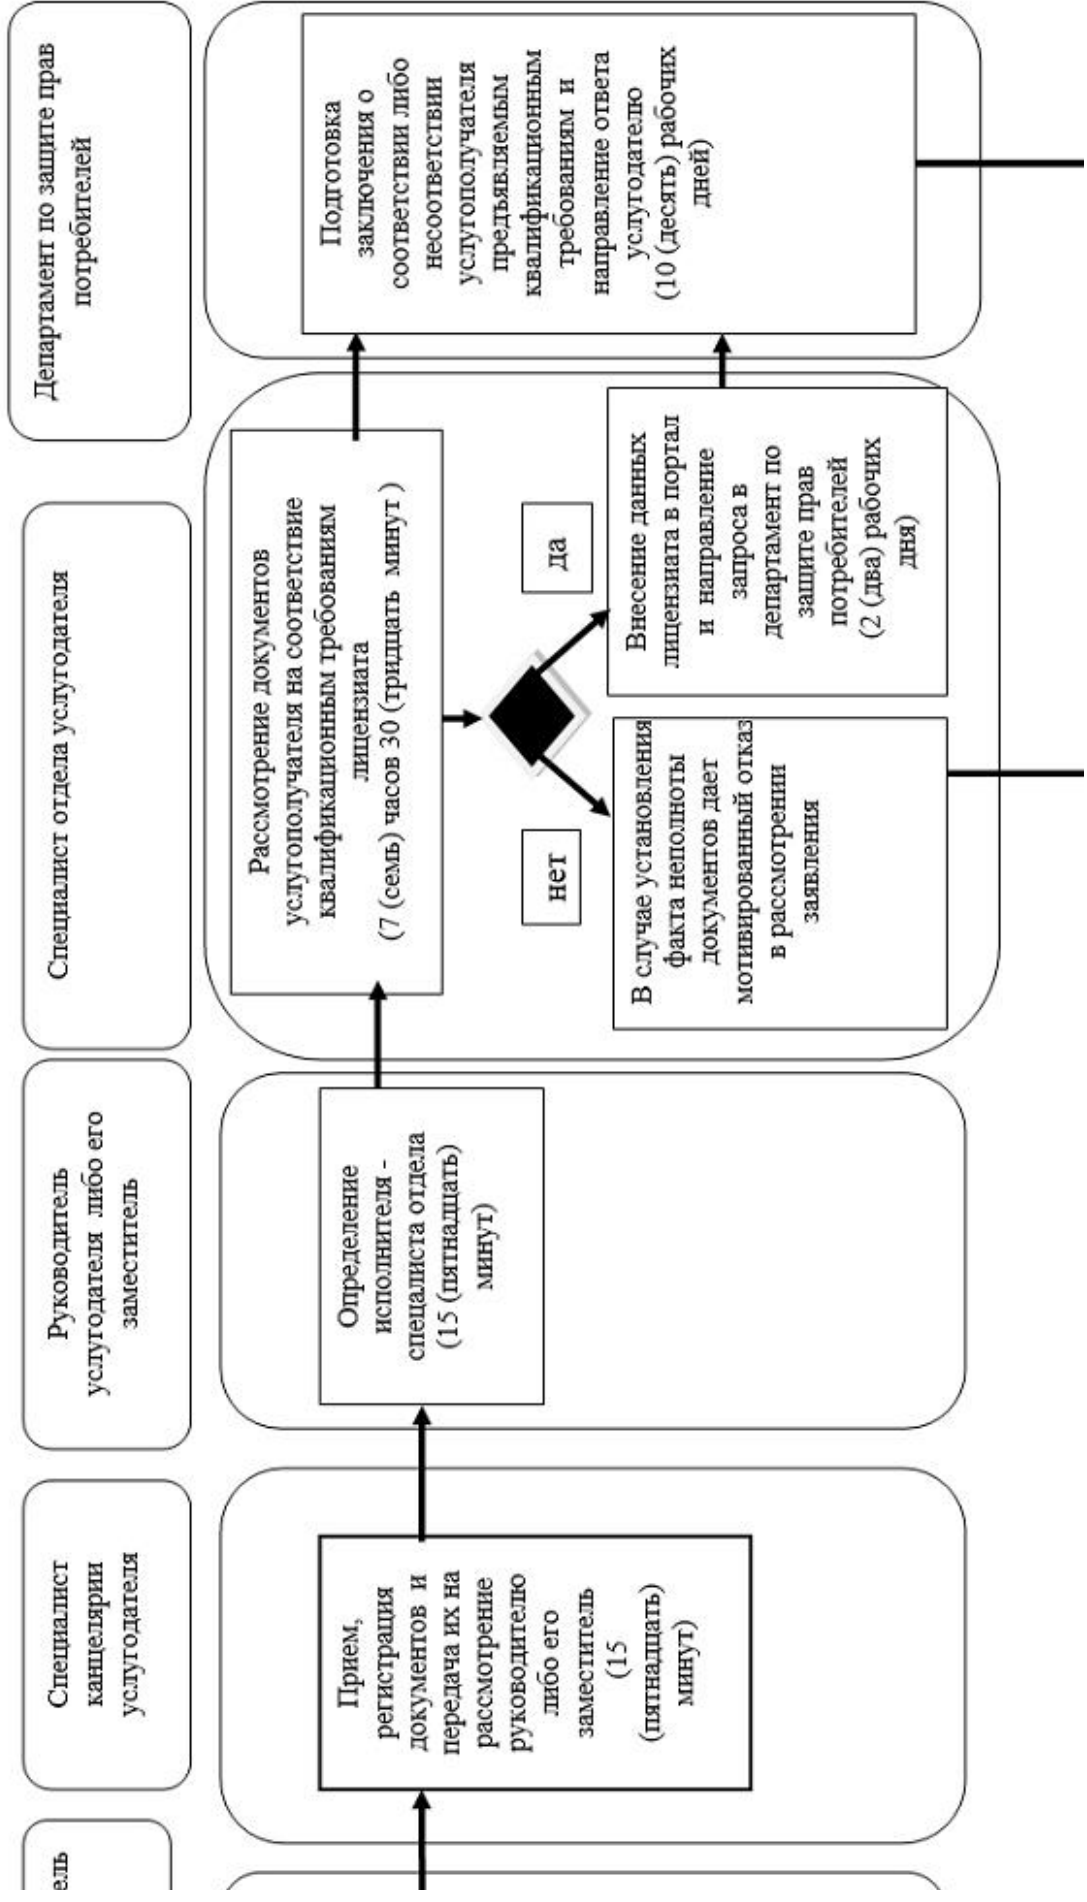 ель
Специалист
канцелярии
услугодателя
Руководитель
услугодателя либо его
заместитель
Специалист отдела услугодателя
Департамент по защите прав
потребителей
Прием,
регистрация
документов и
передача их на
рассмотрение
руководителю
либо его
заместитель
(15
(пятнадцать)
минут)
Определение
исполнителя -
спецалиста отдела
(15 (пятнадцать)
минут)
Рассмотрение документов
услугополучателя на соответствие
квалификационным требованиям
лицензиата
(7 (семь) часов 30 (тридцать минут )
нет
да
В случае установления
факта неполноты
документов дает
мотивированный отказ
в рассмотрении
заявления
Внесение данных
лицензиата в портал
и направление
запроса в
департамент по
защите прав
потребителей
(2 (два) рабочих
дня)
Подготовка
заключения о
соответствии либо
несоответствии
услугополучателя
предъявляемым
квалификационным
требованиям и
направление ответа
услугодателю
(10 (десять) рабочих
дней)